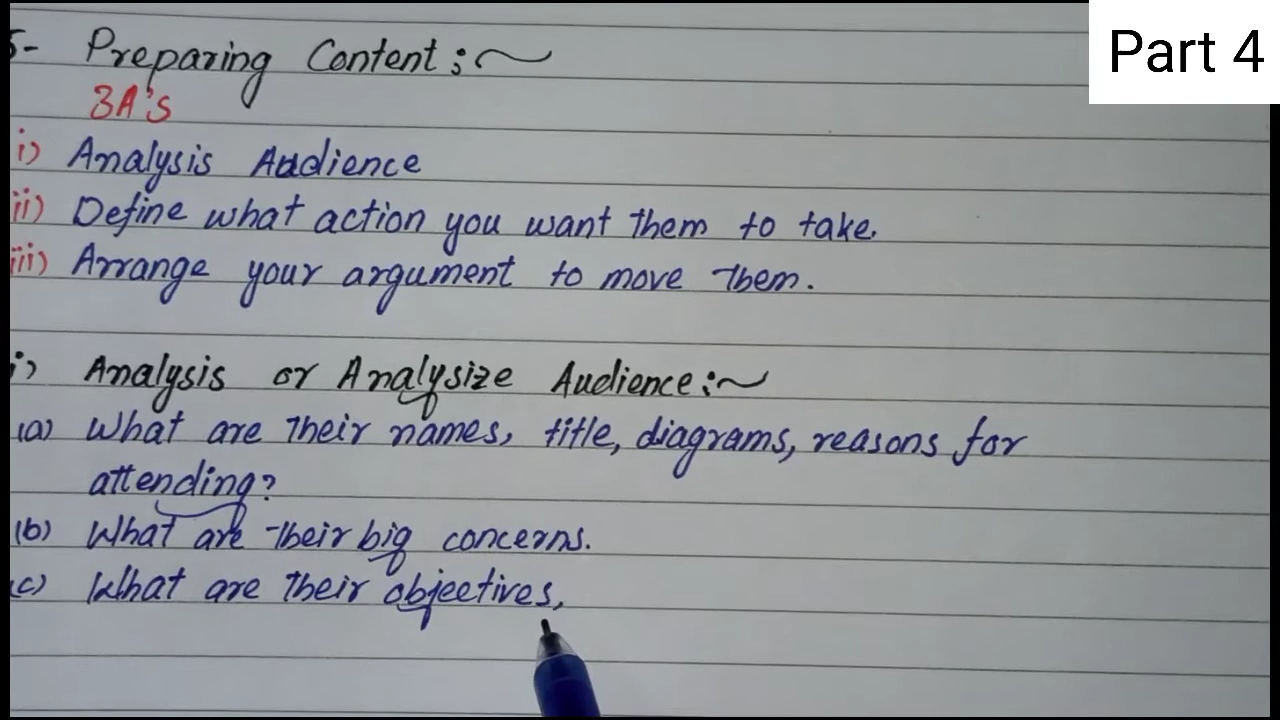 Part 4
5- Preparing Content :~
3A's
i) Analysis Audience
ii) Define what action you want them to take.
iii) Arrange your argument to move them.
i) Analysis or Analysize Audience:~
(a) What are their names, title, diagrams, reasons for
attending?
(b) What are their big concerns.
(c) What are their objectives,